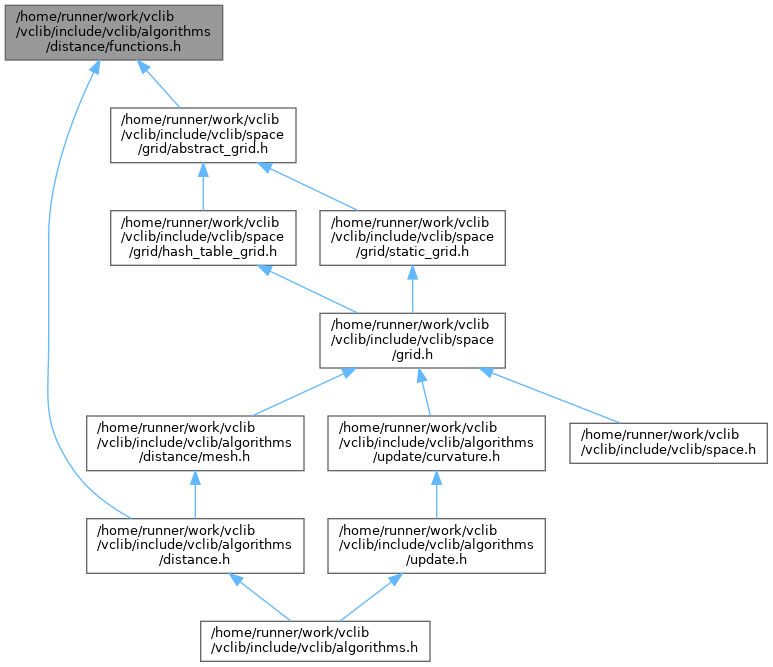 /home/runner/work/vclib
/vclib/include/vclib/algorithms
/distance/functions.h
/home/runner/work/vclib
/vclib/include/vclib/space
/grid/abstract_grid.h
/home/runner/work/vclib
/vclib/include/vclib/space
/grid/hash_table_grid.h
/home/runner/work/vclib
/vclib/include/vclib/space
/grid/static_grid.h
/home/runner/work/vclib
/vclib/include/vclib/space
/grid.h
/home/runner/work/vclib
/vclib/include/vclib/algorithms
/distance/mesh.h
/home/runner/work/vclib
/vclib/include/vclib/algorithms
/update/curvature.h
/home/runner/work/vclib
/vclib/include/vclib/space.h
/home/runner/work/vclib
/vclib/include/vclib/algorithms
/distance.h
/home/runner/work/vclib
/vclib/include/vclib/algorithms
/update.h
/home/runner/work/vclib
/vclib/include/vclib/algorithms.h